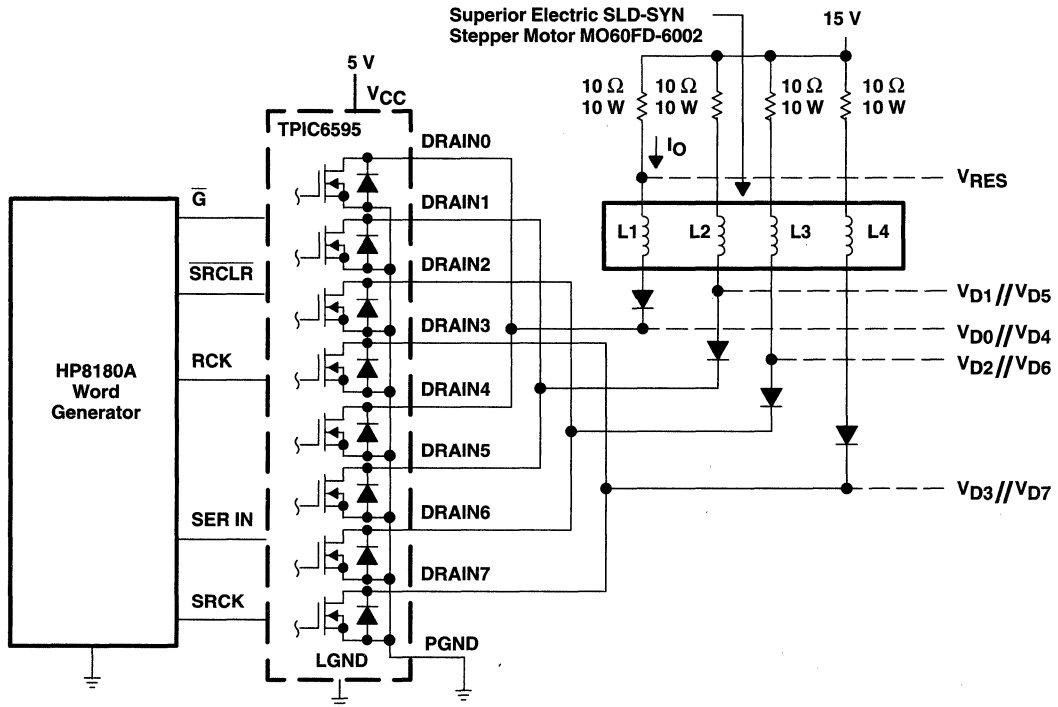 Superior Electric SLD-SYN
Stepper Motor MO60FD-6002
15 V
5 V
VCC
10 Ω
10 W
10 Ω
10 W
10 Ω
10 W
10 Ω
10 W
TPIC6595
DRAIN0
IO
VRES
DRAIN1
G
L1
L2
L3
L4
DRAIN2
SRCLR
VD1//VD5
DRAIN3
VD0//VD4
RCK
VD2//VD6
HP8180A
Word
Generator
DRAIN4
DRAIN5
VD3//VD7
SER IN
DRAIN6
DRAIN7
SRCK
PGND
LGND